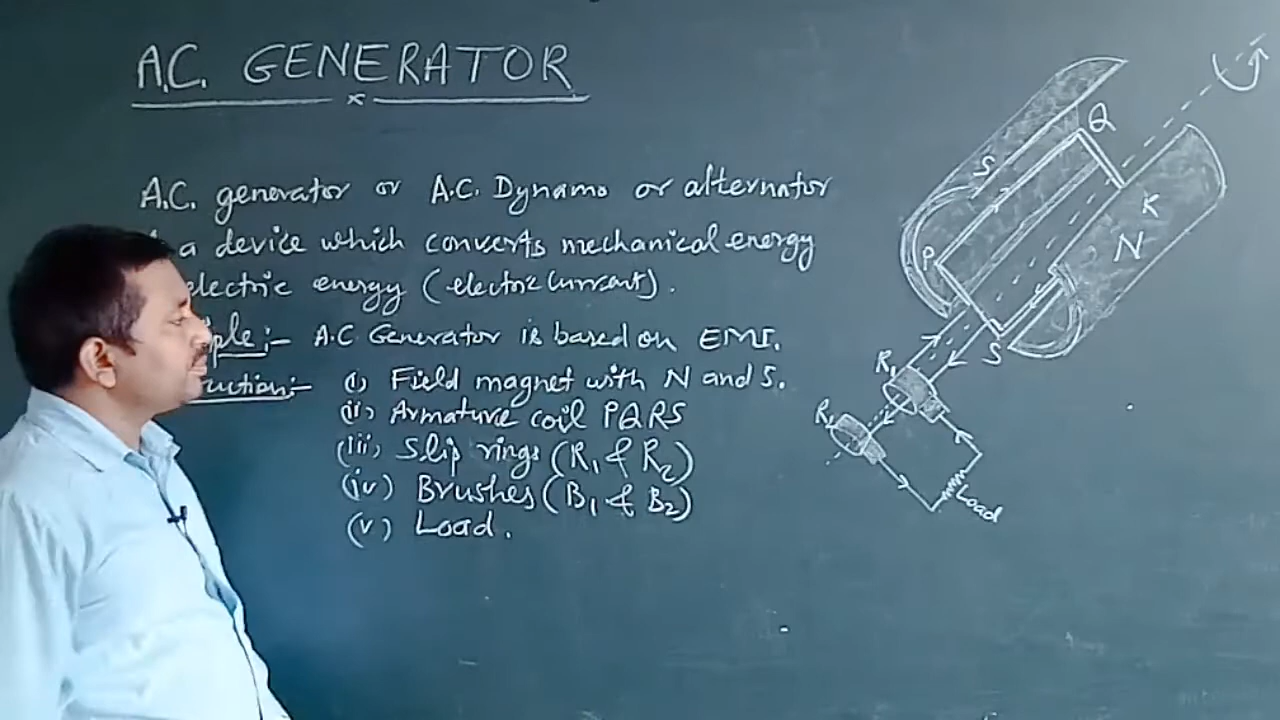 A.C. GENERATOR
A.C. generator or A.C. Dynamo or alternator
a device which converts mechanical energy
electric energy (electric current).
iple:- A.C Generator is based on EMI.
ruction:- (i) Field magnet with N and S.
(ii) Armature coil PQRS
(iii) Slip rings (R1 & R2)
(iv) Brushes (B1 & B2)
(v) Load.
Q
S
K
N
P
S
R1
R2
Load